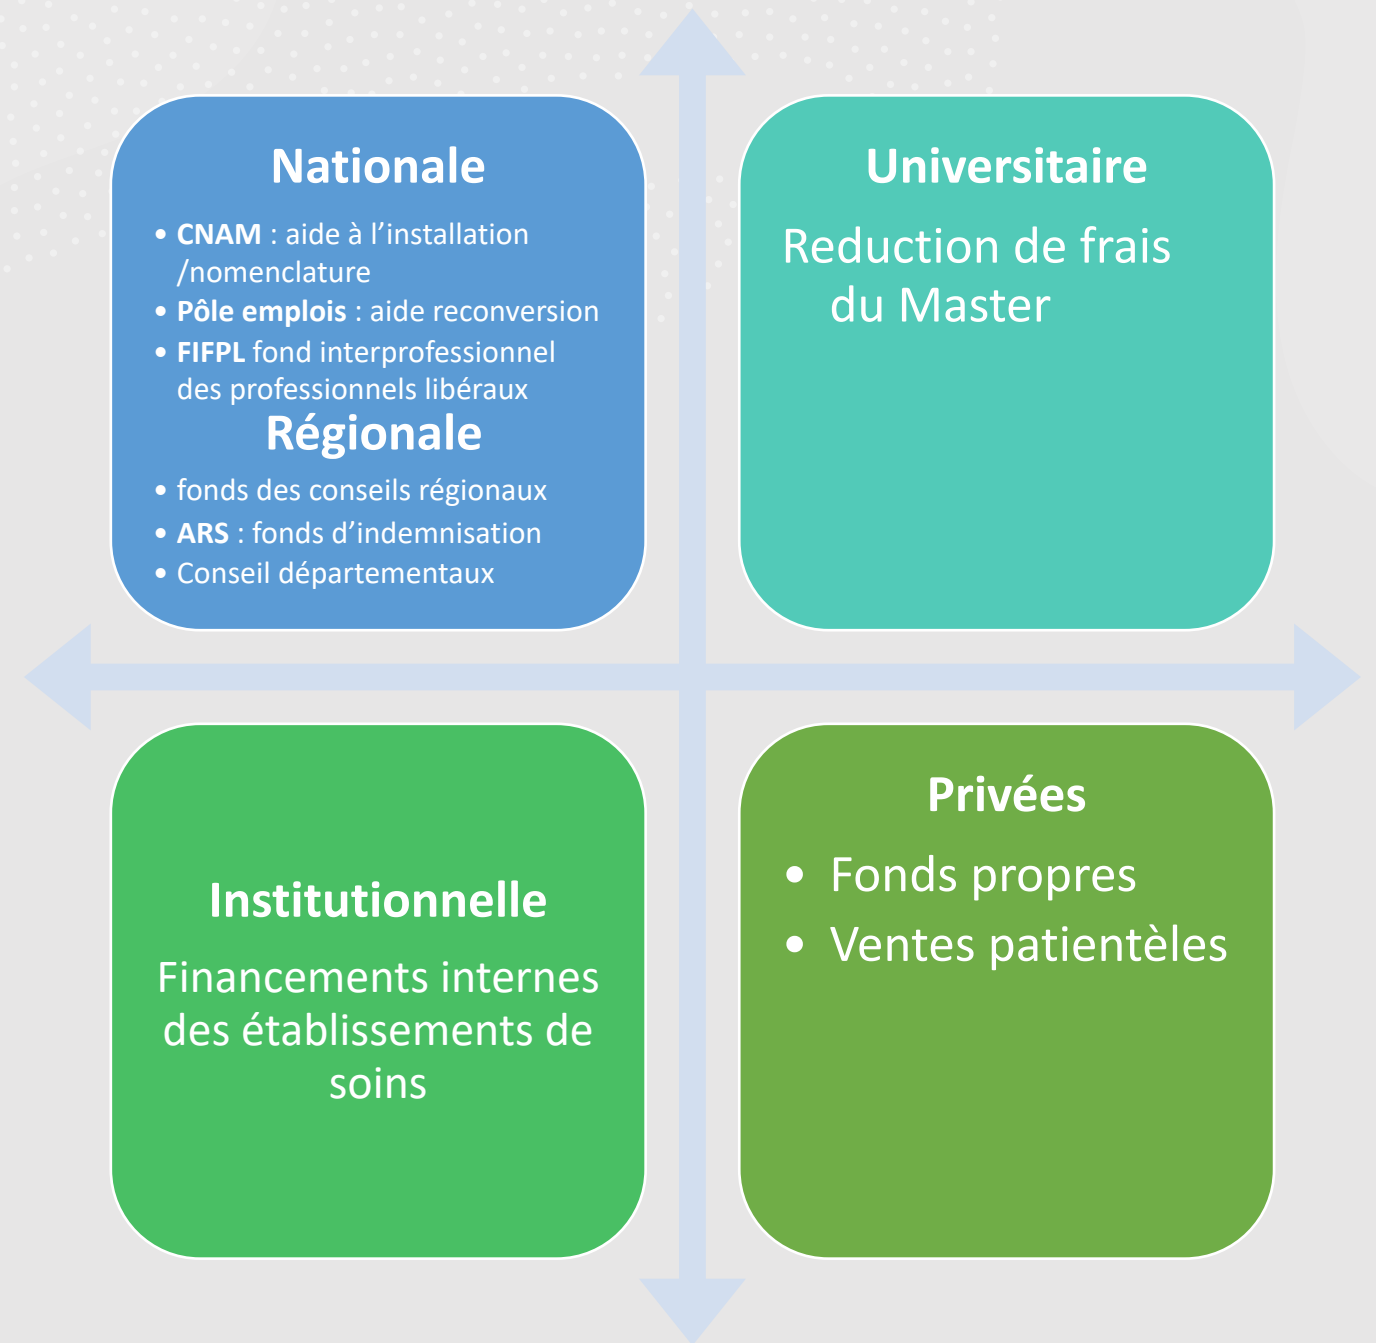 Nationale
• CNAM : aide à l’installation
/nomenclature
• Pôle emplois : aide reconversion
• FIFPL fond interprofessionnel
des professionnels libéraux
Régionale
• fonds des conseils régionaux
• ARS : fonds d’indemnisation
• Conseil départementaux
Universitaire
Reduction de frais
du Master
Institutionnelle
Financements internes
des établissements de
soins
Privées
• Fonds propres
• Ventes patientèles